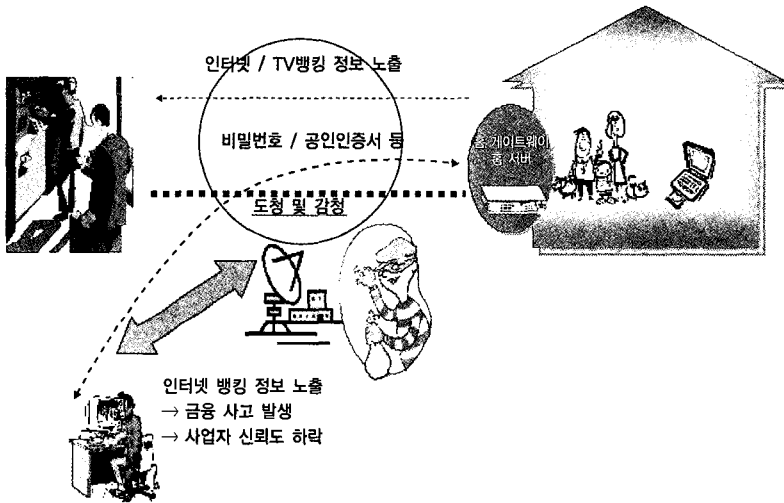 인터넷 / TV뱅킹 정보 노출
비밀번호 / 공인인증서 등
홈 게이트웨이
홈 서버
도청 및 감청
인터넷 뱅킹 정보 노출
→ 금융 사고 발생
→ 사업자 신뢰도 하락